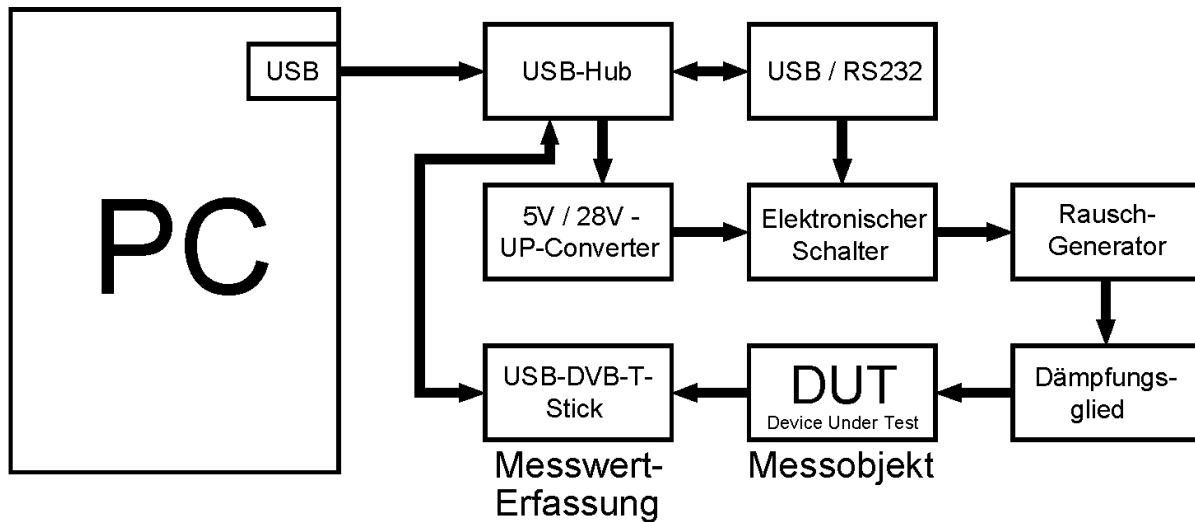 USB
USB-Hub
USB / RS232
PC
5V / 28V -
UP-Converter
Elektronischer
Schalter
Rausch-
Generator
USB-DVB-T-
Stick
DUT
Device Under Test
Dämpfungs-
glied
Messwert-
Erfassung
Messobjekt